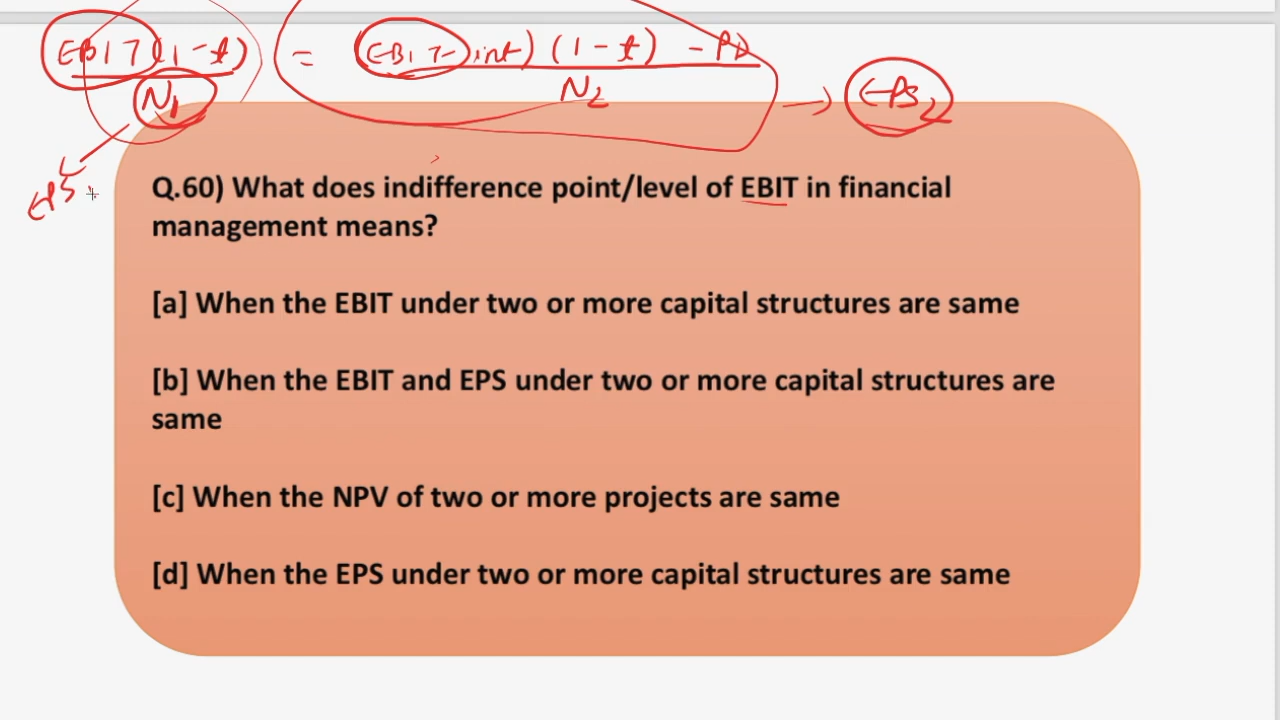 EBIT(1-t) = (EBIT-int)(1-t) - PD
N1 N2 → EPS2
EPS
Q.60) What does indifference point/level of EBIT in financial
management means?
[a] When the EBIT under two or more capital structures are same
[b] When the EBIT and EPS under two or more capital structures are
same
[c] When the NPV of two or more projects are same
[d] When the EPS under two or more capital structures are same